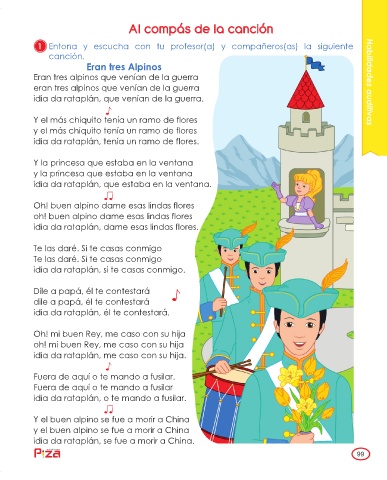 Al compás de la canción
1 Entona y escucha con tu profesor(a) y compañeros(as) la siguiente
canción.
Eran tres Alpinos
Eran tres alpinos que venían de la guerra
eran tres alpinos que venían de la guerra
idia da rataplán, que venían de la guerra.
Y el más chiquito tenía un ramo de flores
y el más chiquito tenía un ramo de flores
idia da rataplán, tenía un ramo de flores.
Y la princesa que estaba en la ventana
y la princesa que estaba en la ventana
idia da rataplán, que estaba en la ventana.
Oh! buen alpino dame esas lindas flores
oh! buen alpino dame esas lindas flores
idia da rataplán, dame esas lindas flores.
Te las daré. Si te casas conmigo
Te las daré. Si te casas conmigo
idia da rataplán, si te casas conmigo.
Dile a papá, él te contestará
dile a papá, él te contestará
idia da rataplán, él te contestará.
Oh! mi buen Rey, me caso con su hija
oh! mi buen Rey, me caso con su hija
idia da rataplán, me caso con su hija.
Fuera de aquí o te mando a fusilar.
Fuera de aquí o te mando a fusilar
idia da rataplán, o te mando a fusilar.
Y el buen alpino se fue a morir a China
y el buen alpino se fue a morir a China
idia da rataplán, se fue a morir a China.
Habilidades auditivas
Piza
99